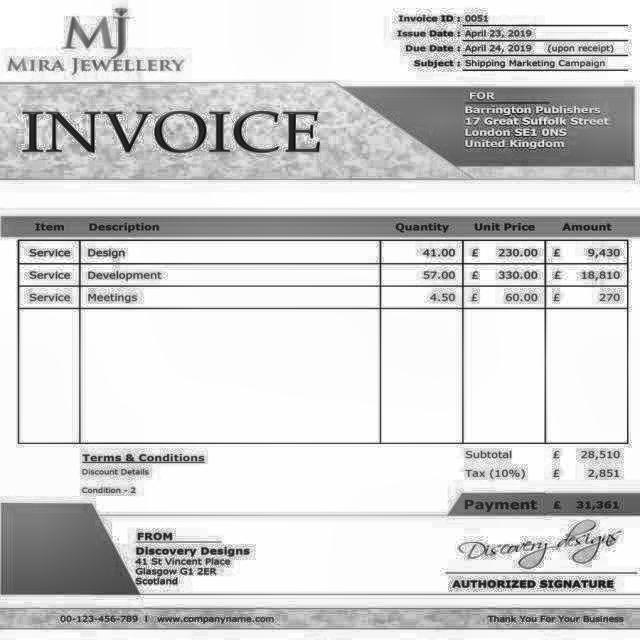 MJ
MIRA JEWELLERY
Invoice ID : 0051
Issue Date : April 23, 2019
Due Date : April 24, 2019 (upon receipt)
Subject : Shipping Marketing Campaign
INVOICE
FOR
Barrington Publishers
17 Great Suffolk Street
London SE1 0NS
United Kingdom
Item Description Quantity Unit Price Amount
Service Design 41.00 £ 230.00 £ 9,430
Service Development 57.00 £ 330.00 £ 18,810
Service Meetings 4.50 £ 60.00 £ 270
Subtotal £ 28,510
Terms & Conditions
Discount Details
Tax (10%) £ 2,851
Condition - 2
Payment £ 31,361
FROM
Discovery Designs
41 St Vincent Place
Glasgow G1 2ER
Scotland
Discovery designs
AUTHORIZED SIGNATURE
00-123-456-789 I www.companyname.com Thank You For Your Business